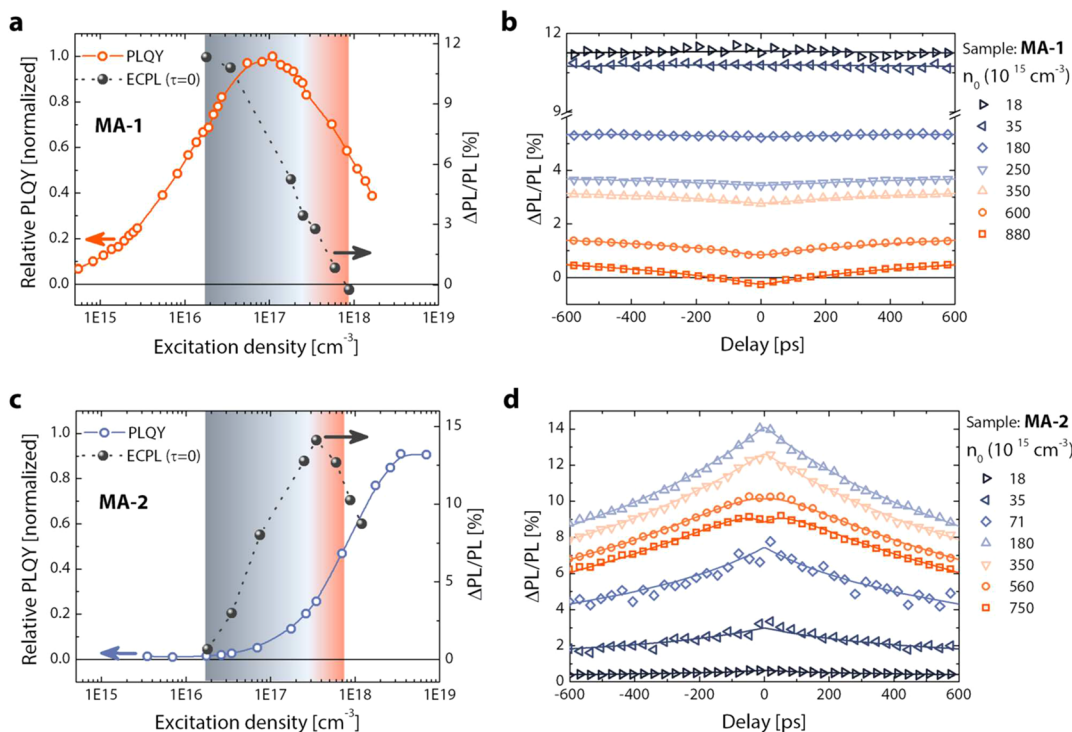 a
Relative PLQY [normalized]
1.0
0.8
0.6
0.4
0.2
0.0
PLQY
ECPL (τ=0)
MA-1
12
9
6
3
0
ΔPL/PL [%]
1E15 1E16 1E17 1E18 1E19
Excitation density [cm⁻³]
b
ΔPL/PL [%]
12
9
4
2
0
-600 -400 -200 0 200 400 600
Delay [ps]
Sample: MA-1
n₀ (10¹⁵ cm⁻³)
18
35
180
250
350
600
880
c
Relative PLQY [normalized]
1.0
0.8
0.6
0.4
0.2
0.0
PLQY
ECPL (τ=0)
MA-2
15
10
5
0
ΔPL/PL [%]
1E15 1E16 1E17 1E18 1E19
Excitation density [cm⁻³]
d
ΔPL/PL [%]
14
12
10
8
6
4
2
0
-600 -400 -200 0 200 400 600
Delay [ps]
Sample: MA-2
n₀ (10¹⁵ cm⁻³)
18
35
71
180
350
560
750